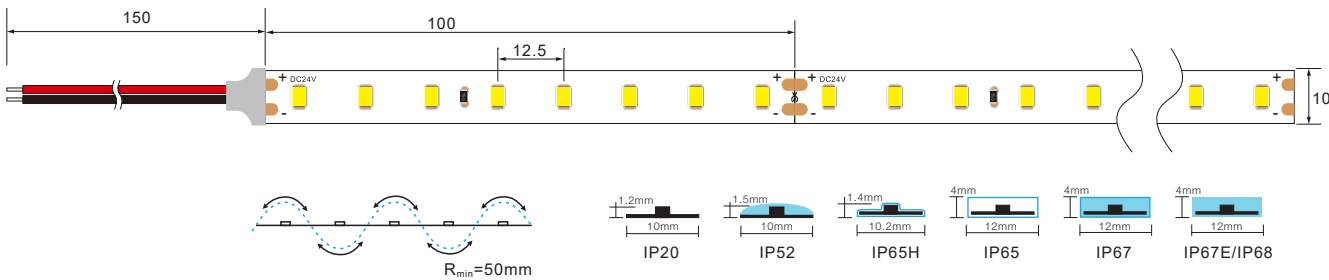 150
100
12.5
+ DC24V + + DC24V +
- - - -
10
1.2mm 1.5mm 1.4mm 4mm 4mm 4mm
10mm 10mm 10.2mm 12mm 12mm 12mm
IP20 IP52 IP65H IP65 IP67 IP67E/IP68
Rmin=50mm